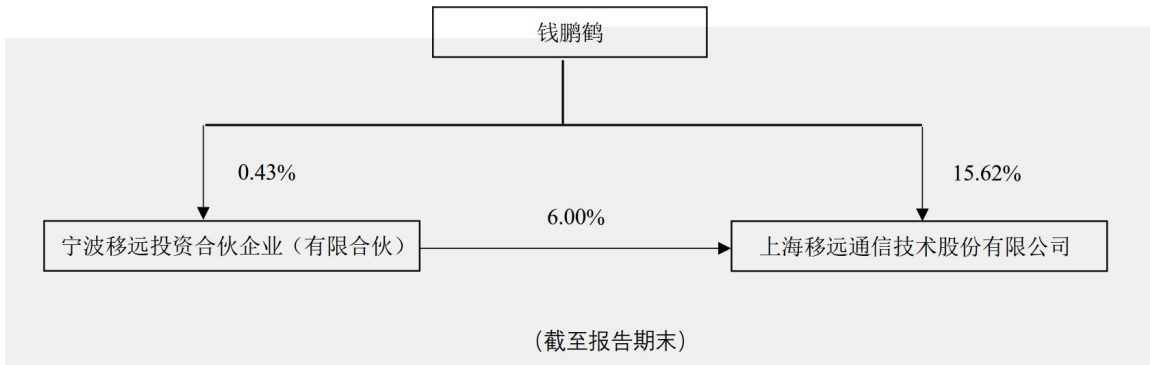 钱鹏鹤
0.43%
15.62%
6.00%
宁波移远投资合伙企业（有限合伙）
上海移远通信技术股份有限公司
（截至报告期末）